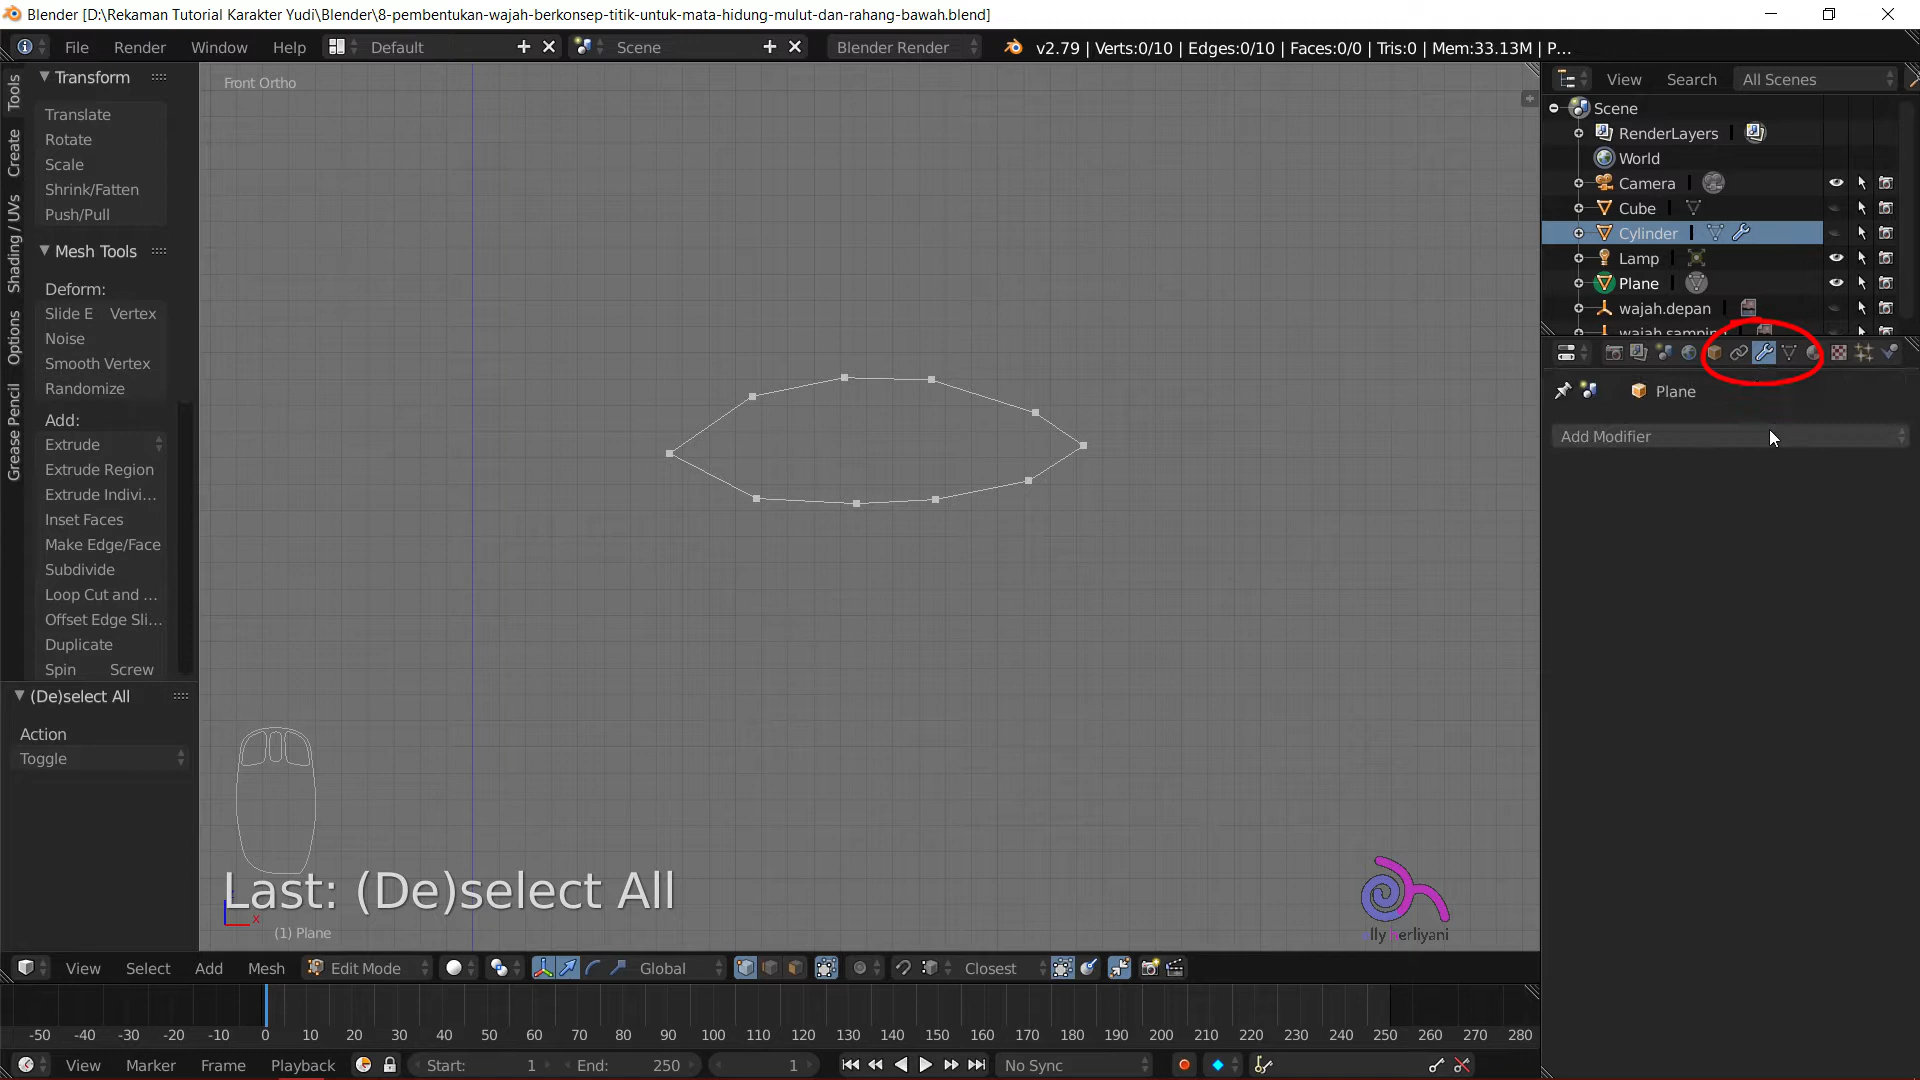 Blender [D:\Rekaman Tutorial Karakter Yudi\Blender\8-pembentukan-wajah-berkonsep-titik-untuk-mata-hidung-mulut-dan-rahang-bawah.blend]
File Render Window Help Default Scene Blender Render v2.79 | Verts:0/10 | Edges:0/10 | Faces:0/0 | Tris:0 | Mem:33.13M | P...
Tools
Create
Shading / UVs
Options
Grease Pencil
Transform
Translate
Rotate
Scale
Shrink/Fatten
Push/Pull
Mesh Tools
Deform:
Slide E Vertex
Noise
Smooth Vertex
Randomize
Add:
Extrude
Extrude Region
Extrude Indivi...
Inset Faces
Make Edge/Face
Subdivide
Loop Cut and ...
Offset Edge Sli...
Duplicate
Spin Screw
(De)select All
Action
Toggle
Front Ortho
Last: (De)select All
x
(1) Plane
lly herliyani
View Search All Scenes
Scene
RenderLayers
World
Camera
Cube
Cylinder
Lamp
Plane
wajah.depan
wajah.samping
Plane
Add Modifier
View Select Add Mesh Edit Mode Global Closest
-50 -40 -30 -20 -10 0 10 20 30 40 50 60 70 80 90 100 110 120 130 140 150 160 170 180 190 200 210 220 230 240 250 260 270 280
View Marker Frame Playback Start: 1 End: 250 1 No Sync